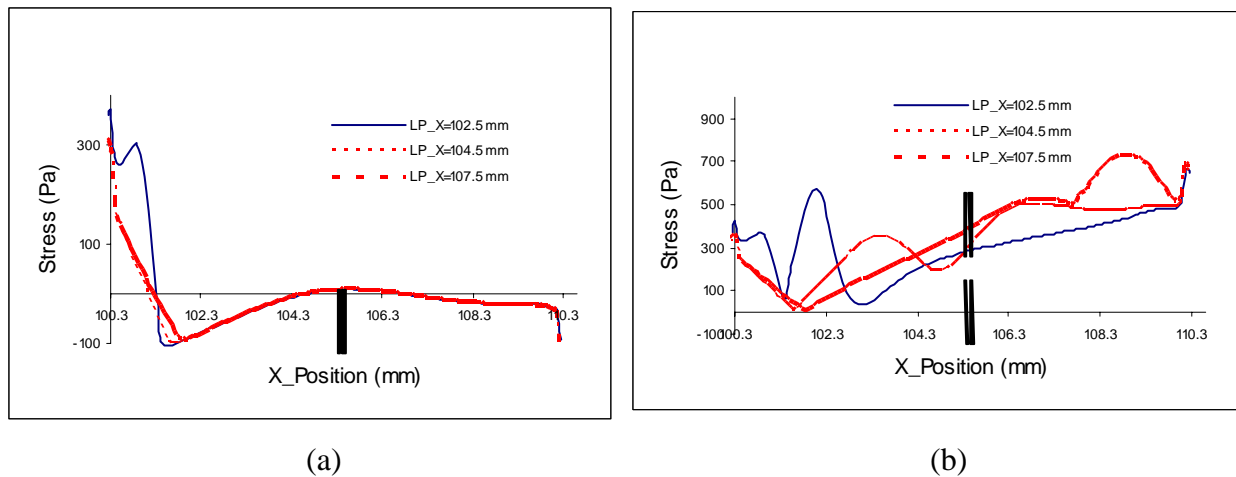 LP_X=102.5 mm
LP_X=104.5 mm
LP_X=107.5 mm
300
100
-100
100.3 102.3 104.3 106.3 108.3 110.3
Stress (Pa)
X_Position (mm)
(a)
LP_X=102.5 mm
LP_X=104.5 mm
LP_X=107.5 mm
900
700
500
300
100
-100
100.3 102.3 104.3 106.3 108.3 110.3
Stress (Pa)
X_Position (mm)
(b)